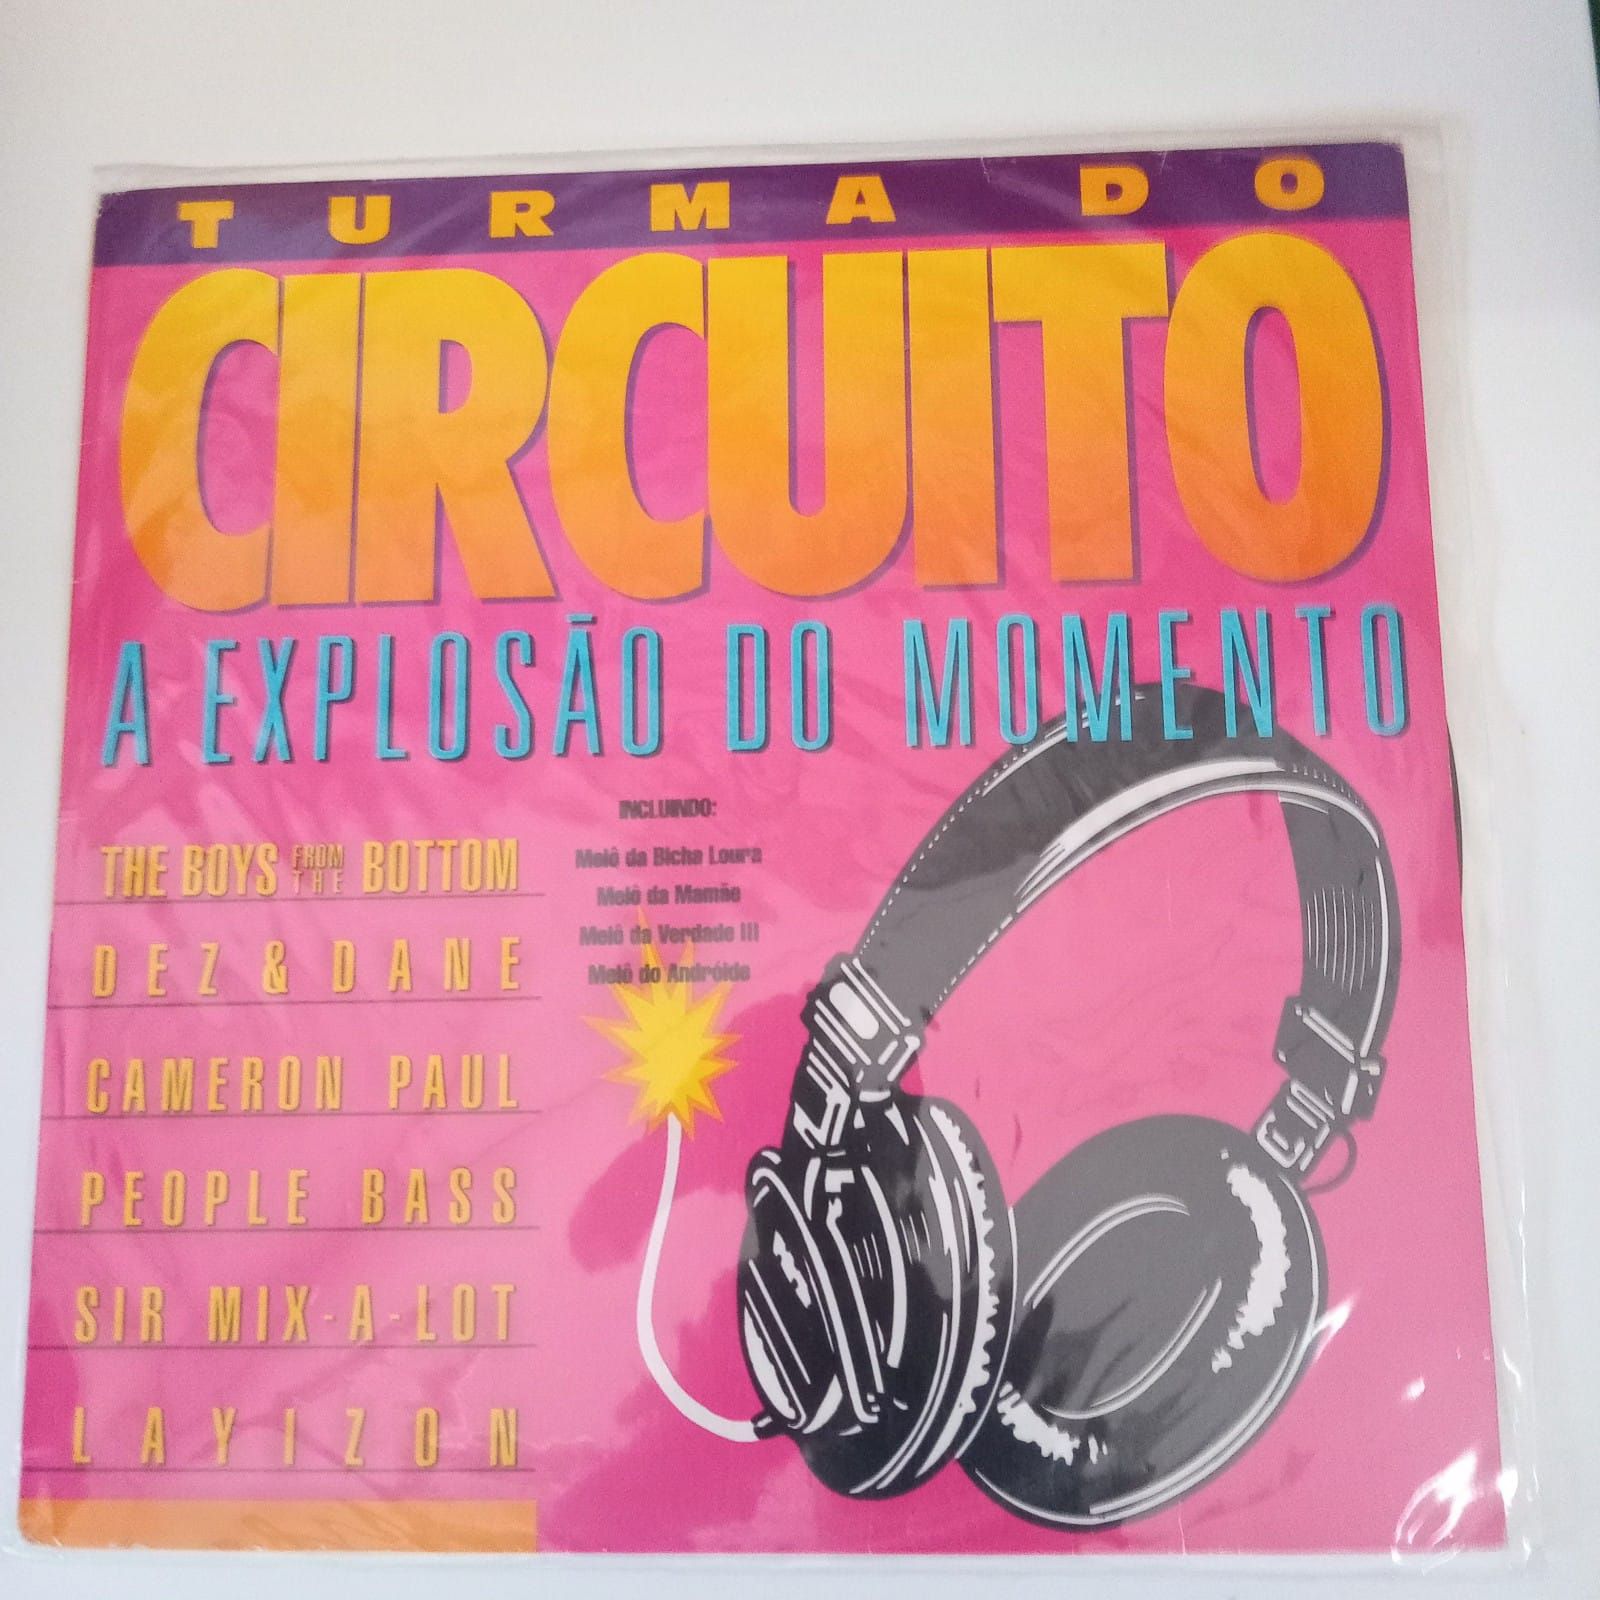 TURMA DO
CIRCUITO
A EXPLOSÃO DO MOMENTO
INCLUINDO:
Melô da Bicha Loura
Melô da Mamãe
Melô da Verdade III
Melô do Andróide
THE BOYS FROM THE BOTTOM
DEZ & DANE
CAMERON PAUL
PEOPLE BASS
SIR MIX-A-LOT
LAYIZON